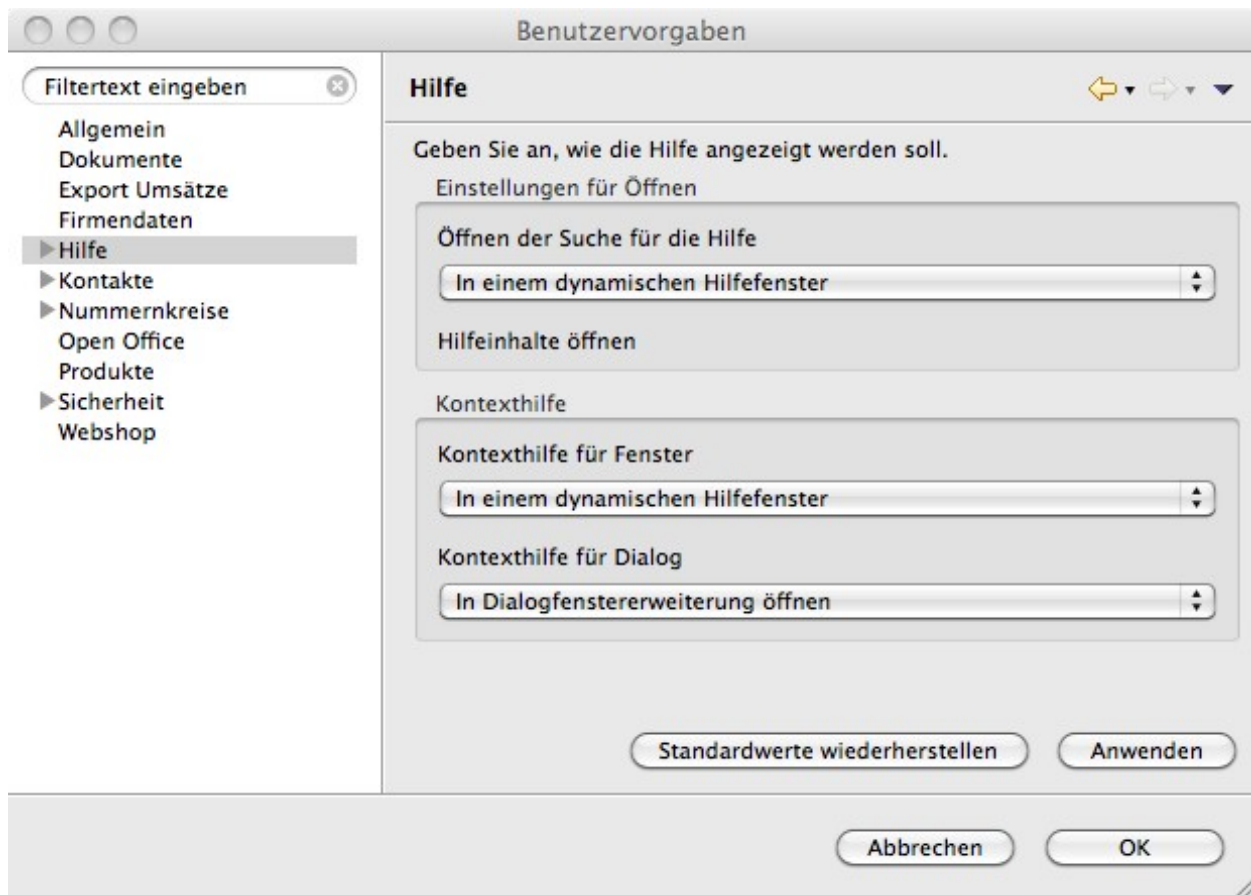 Benutzervorgaben
Filtertext eingeben
Allgemein
Dokumente
Export Umsätze
Firmendaten
Hilfe
Kontakte
Nummernkreise
Open Office
Produkte
Sicherheit
Webshop
Hilfe
Geben Sie an, wie die Hilfe angezeigt werden soll.
Einstellungen für Öffnen
Öffnen der Suche für die Hilfe
In einem dynamischen Hilfefenster
Hilfeinhalte öffnen
Kontexthilfe
Kontexthilfe für Fenster
In einem dynamischen Hilfefenster
Kontexthilfe für Dialog
In Dialogfenstererweiterung öffnen
Standardwerte wiederherstellen
Anwenden
Abbrechen
OK